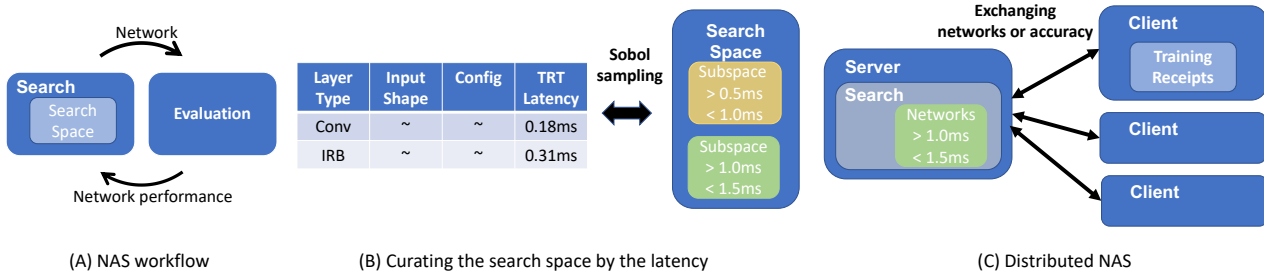 Network
Search
Search
Space
Evaluation
Network performance
(A) NAS workflow
Layer Type Input Shape Config TRT Latency
Conv ~ ~ 0.18ms
IRB ~ ~ 0.31ms
Sobol
sampling
Search
Space
Subspace
> 0.5ms
< 1.0ms
Subspace
> 1.0ms
< 1.5ms
(B) Curating the search space by the latency
Exchanging
networks or accuracy
Server
Search
Networks
> 1.0ms
< 1.5ms
Client
Training
Receipts
Client
Client
(C) Distributed NAS